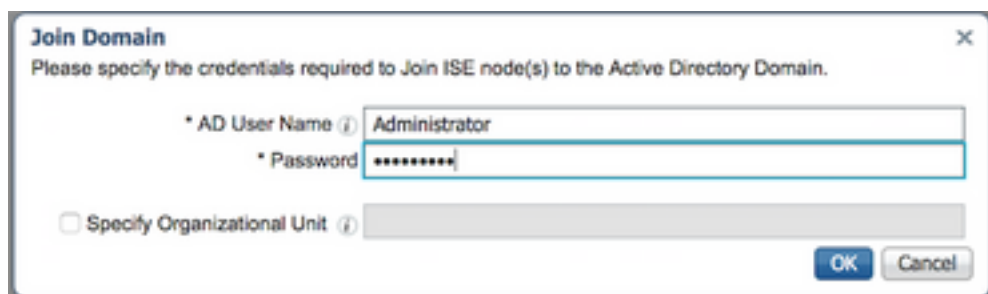 Join Domain
Please specify the credentials required to Join ISE node(s) to the Active Directory Domain.
* AD User Name i Administrator
* Password •••••••••
Specify Organizational Unit i
OK Cancel